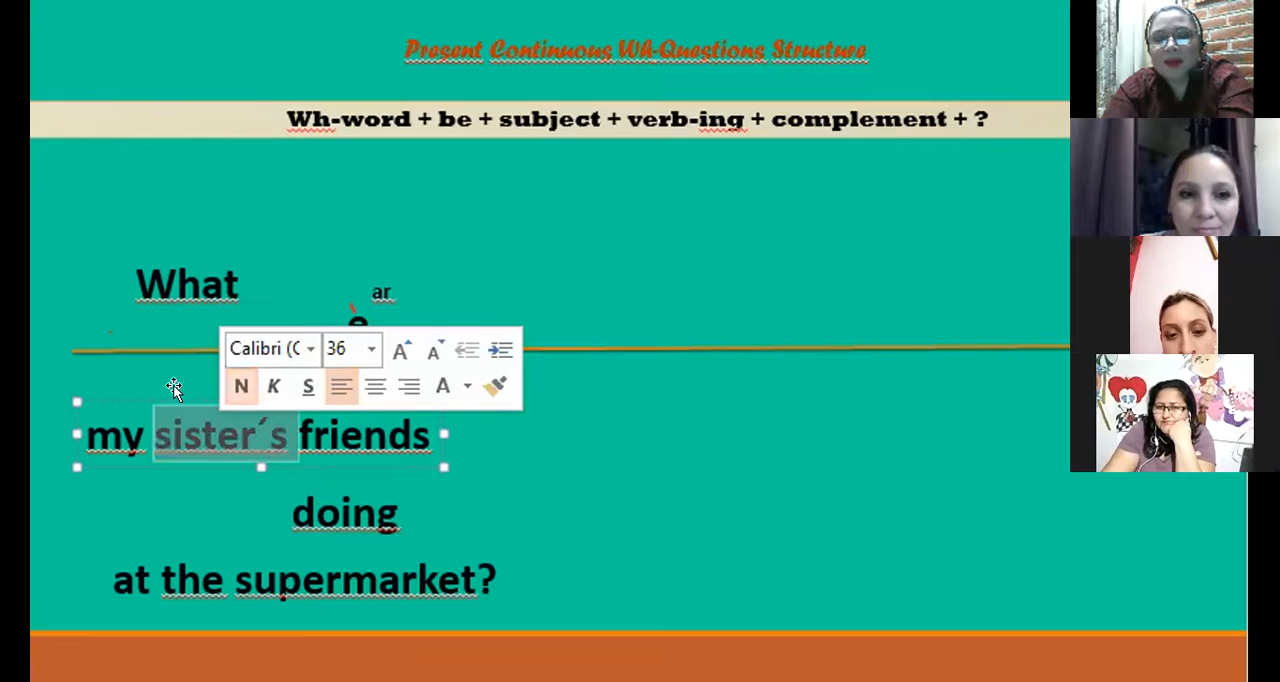 Present Continuous Wh-Questions Structure
Wh-word + be + subject + verb-ing + complement + ?
What
ar
e
Calibri (C 36 A A
N K S A
my sister´s friends
doing
at the supermarket?